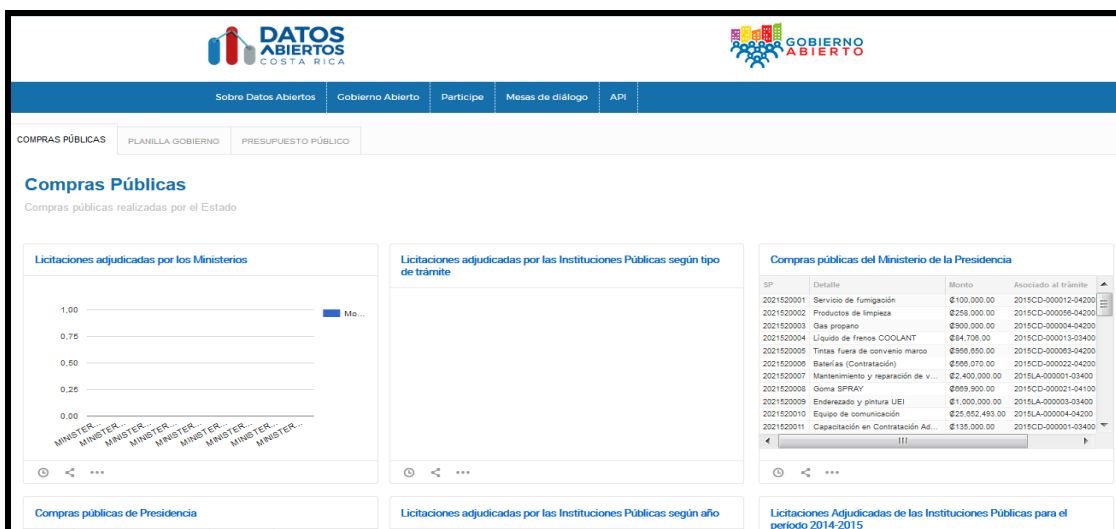 DATOS
ABIERTOS
COSTA RICA
GOBIERNO
ABIERTO
Sobre Datos Abiertos Gobierno Abierto Participe Mesas de diálogo API
COMPRAS PÚBLICAS PLANILLA GOBIERNO PRESUPUESTO PÚBLICO
Compras Públicas
Compras públicas realizadas por el Estado
Licitaciones adjudicadas por los Ministerios
1,00
0,75
0,50
0,25
0,00
Mo...
MINISTER... MINISTER... MINISTER... MINISTER... MINISTER... MINISTER... MINISTER... MINISTER...
Licitaciones adjudicadas por las Instituciones Públicas según tipo
de trámite
Compras públicas del Ministerio de la Presidencia
SP Detalle Monto Asociado al trámite
2021520001 Servicio de fumigación ₡100,000.00 2015CD-000012-04200
2021520002 Productos de limpieza ₡258,000.00 2015CD-000056-04200
2021520003 Gas propano ₡900,000.00 2015CD-000004-04200
2021520004 Líquido de frenos COOLANT ₡84,706.00 2015CD-000013-03400
2021520005 Tintas fuera de convenio marco ₡956,650.00 2015CD-000063-04200
2021520006 Baterías (Contratación) ₡566,070.00 2015CD-000022-04200
2021520007 Mantenimiento y reparación de v... ₡2,400,000.00 2015LA-000001-03400
2021520008 Goma SPRAY ₡669,900.00 2015CD-000021-04100
2021520009 Enderezado y pintura UEI ₡1,000,000.00 2015LA-000003-03400
2021520010 Equipo de comunicación ₡25,652,493.00 2015LA-000004-04200
2021520011 Capacitación en Contratación Ad... ₡135,000.00 2015CD-000001-03400
Compras públicas de Presidencia
Licitaciones adjudicadas por las Instituciones Públicas según año
Licitaciones Adjudicadas de las Instituciones Públicas para el
período 2014-2015